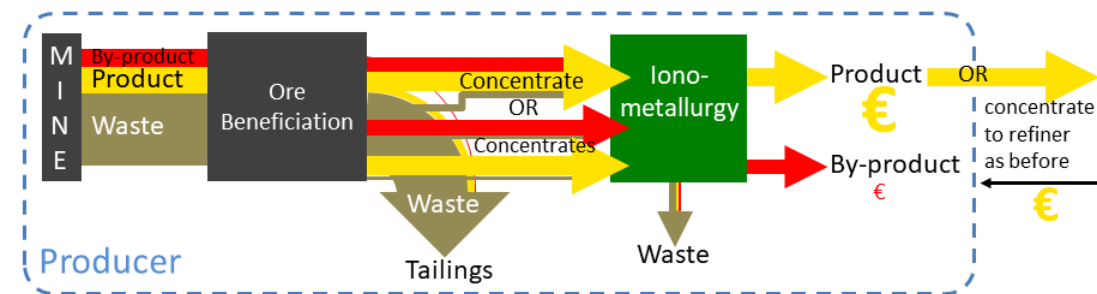 MINE
By-product
Product
Waste
Ore
Beneficiation
Concentrate
OR
Concentrates
Waste
Tailings
Iono-
metallurgy
Waste
Product
€
By-product
€
OR
concentrate
to refiner
as before
€
Producer